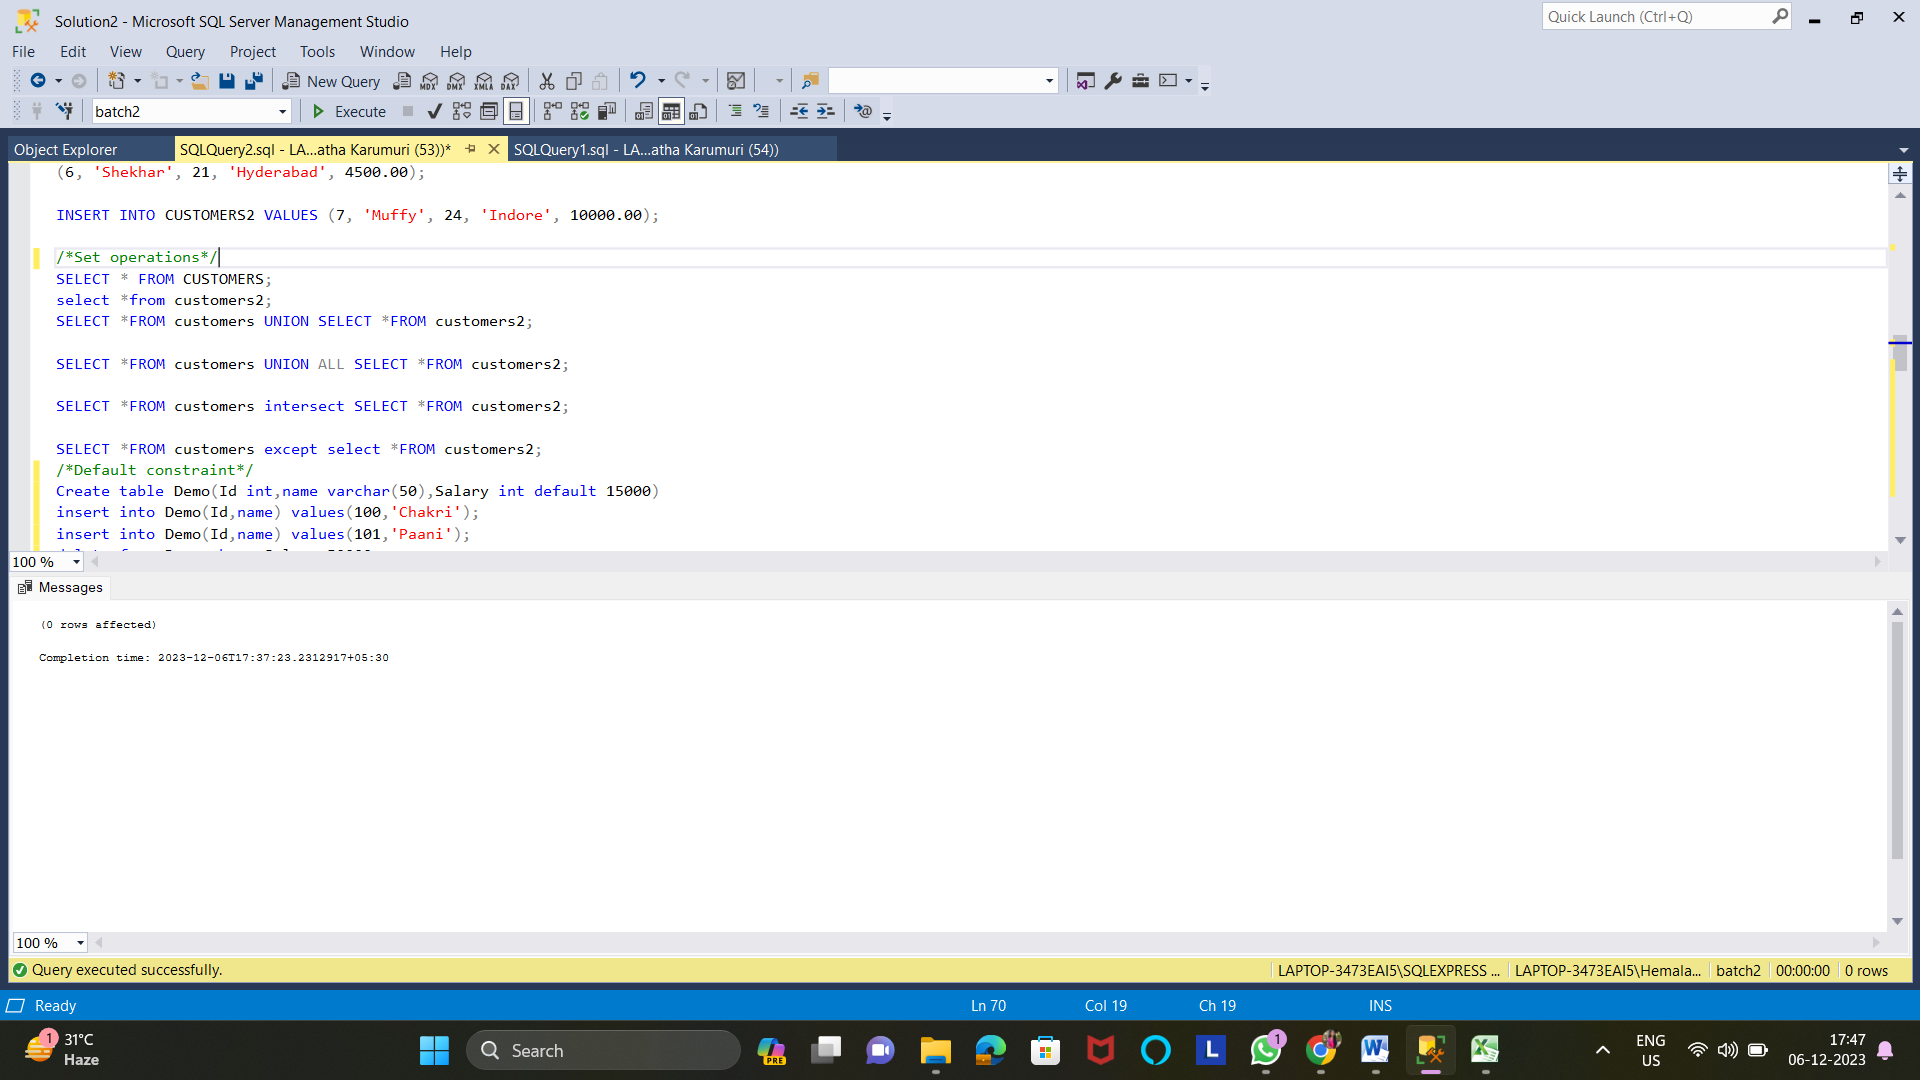 Solution2 - Microsoft SQL Server Management Studio
Quick Launch (Ctrl+Q)
File Edit View Query Project Tools Window Help
New Query MDX DMX XMLA DAX
batch2 Execute
Object Explorer
SQLQuery2.sql - LA...atha Karumuri (53))*
SQLQuery1.sql - LA...atha Karumuri (54))
(6, 'Shekhar', 21, 'Hyderabad', 4500.00);
INSERT INTO CUSTOMERS2 VALUES (7, 'Muffy', 24, 'Indore', 10000.00);
/*Set operations*/
SELECT * FROM CUSTOMERS;
select *from customers2;
SELECT *FROM customers UNION SELECT *FROM customers2;
SELECT *FROM customers UNION ALL SELECT *FROM customers2;
SELECT *FROM customers intersect SELECT *FROM customers2;
SELECT *FROM customers except select *FROM customers2;
/*Default constraint*/
Create table Demo(Id int,name varchar(50),Salary int default 15000)
insert into Demo(Id,name) values(100,'Chakri');
insert into Demo(Id,name) values(101,'Paani');
100 %
Messages
(0 rows affected)
Completion time: 2023-12-06T17:37:23.2312917+05:30
100 %
Query executed successfully.
LAPTOP-3473EAI5\SQLEXPRESS ... LAPTOP-3473EAI5\Hemala... batch2 00:00:00 0 rows
Ready Ln 70 Col 19 Ch 19 INS
1 31°C
Haze
Search
PRE
L
1
ENG
US
17:47
06-12-2023